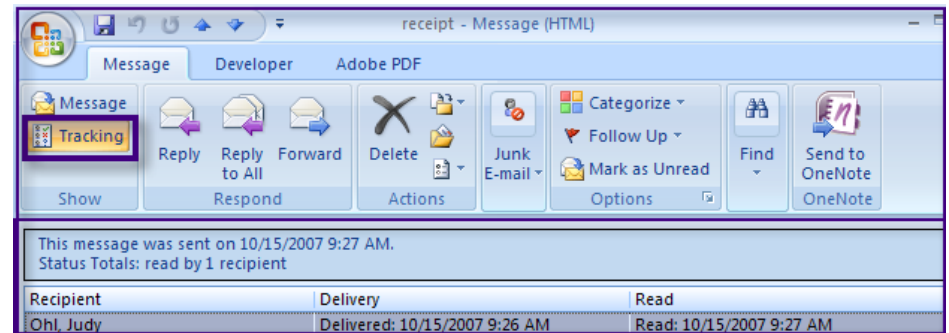 receipt - Message (HTML)
Message Developer Adobe PDF
Message
Tracking
Show
Reply
Reply to All
Forward
Respond
Delete
Actions
Junk E-mail
Categorize
Follow Up
Mark as Unread
Options
Find
Send to OneNote
OneNote
This message was sent on 10/15/2007 9:27 AM.
Status Totals: read by 1 recipient
Recipient Delivery Read
Ohl, Judy Delivered: 10/15/2007 9:26 AM Read: 10/15/2007 9:27 AM